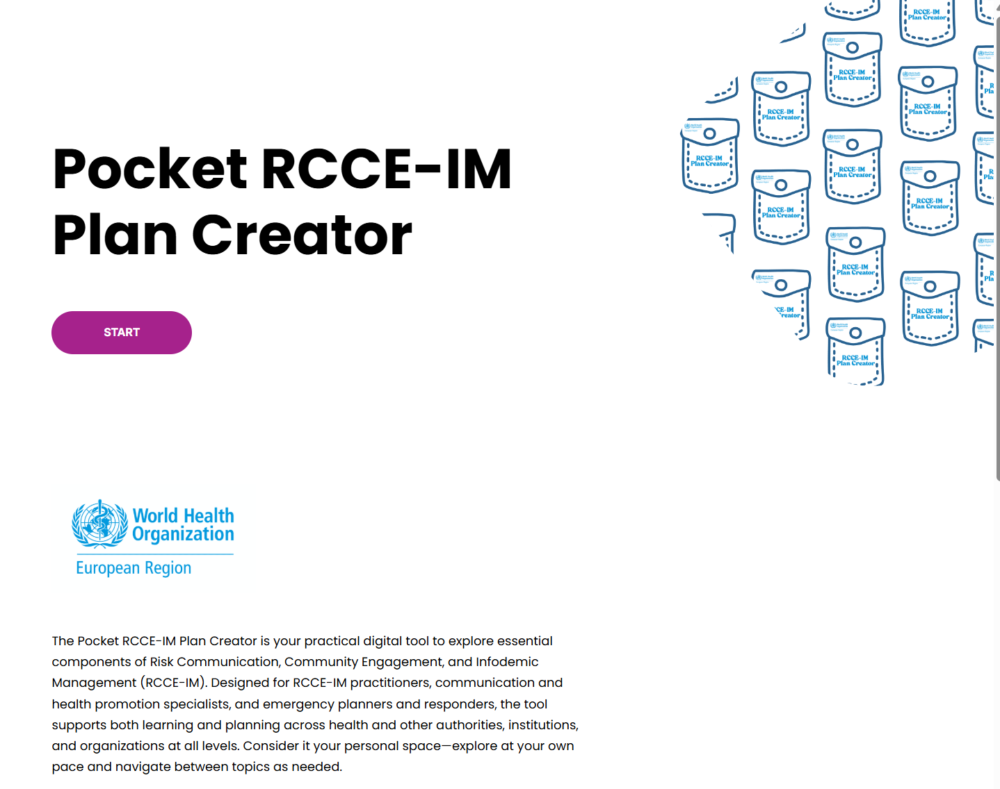 Pocket RCCE-IM
Plan Creator
START
RCCE-IM
Plan Creator
RCCE-IM
Plan Creator
RCCE-IM
Plan Creator
RCCE-IM
Plan Creator
RCCE-IM
Plan Creator
RCCE-IM
Plan Creator
RCCE-IM
Plan Creator
RCCE-IM
Plan Creator
RCCE-IM
Plan Creator
RCCE-IM
Plan Creator
RCCE-IM
Plan Creator
RCCE-IM
Plan Creator
World Health
Organization
European Region
The Pocket RCCE-IM Plan Creator is your practical digital tool to explore essential
components of Risk Communication, Community Engagement, and Infodemic
Management (RCCE-IM). Designed for RCCE-IM practitioners, communication and
health promotion specialists, and emergency planners and responders, the tool
supports both learning and planning across health and other authorities, institutions,
and organizations at all levels. Consider it your personal space—explore at your own
pace and navigate between topics as needed.